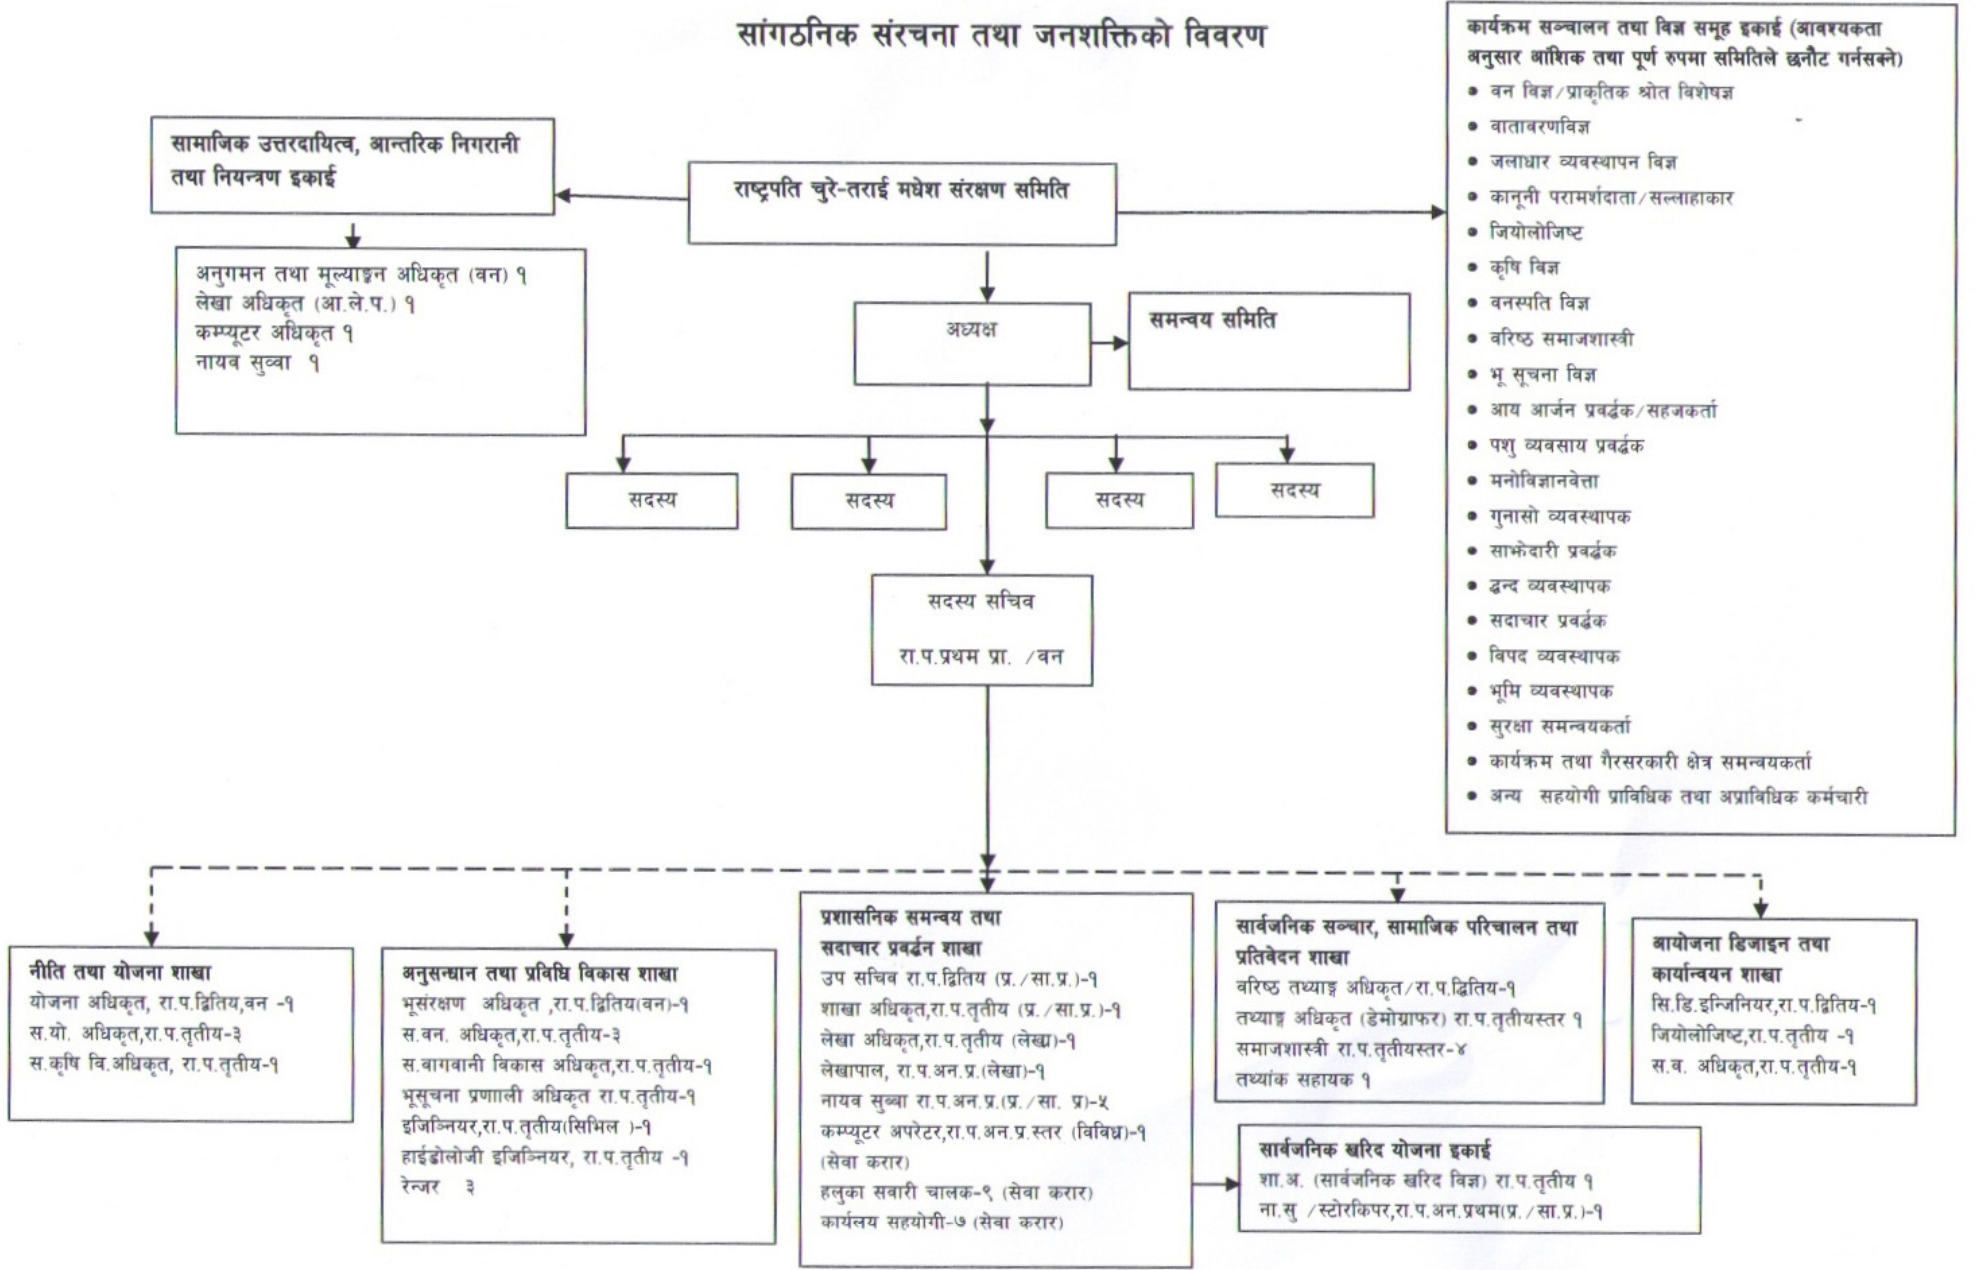 सांगठनिक संरचना तथा जनशक्तिको विवरण
कार्यक्रम सञ्चालन तथा विज्ञ समूह इकाई (आवश्यकता
अनुसार आंशिक तथा पूर्ण रुपमा समितिले छनौट गर्नसक्ने)
• वन विज्ञ/प्राकृतिक श्रोत विशेषज्ञ
• वातावरणविज्ञ
• जलाधार व्यवस्थापन विज्ञ
• कानूनी परामर्शदाता/सल्लाहाकार
• जियोलोजिष्ट
• कृषि विज्ञ
• वनस्पति विज्ञ
• वरिष्ठ समाजशास्त्री
• भू सूचना विज्ञ
• आय आर्जन प्रवर्द्धक/सहजकर्ता
• पशु व्यवसाय प्रवर्द्धक
• मनोविज्ञानवेत्ता
• गुनासो व्यवस्थापक
• साझेदारी प्रवर्द्धक
• द्धन्द व्यवस्थापक
• सदाचार प्रवर्द्धक
• विपद व्यवस्थापक
• भूमि व्यवस्थापक
• सुरक्षा समन्वयकर्ता
• कार्यक्रम तथा गैरसरकारी क्षेत्र समन्वयकर्ता
• अन्य सहयोगी प्राविधिक तथा अप्राविधिक कर्मचारी
सामाजिक उत्तरदायित्व, आन्तरिक निगरानी
तथा नियन्त्रण इकाई
राष्ट्रपति चुरे-तराई मधेश संरक्षण समिति
अनुगमन तथा मूल्याङ्कन अधिकृत (वन) १
लेखा अधिकृत (आ.ले.प.) १
कम्प्यूटर अधिकृत १
नायव सुव्वा १
अध्यक्ष
समन्वय समिति
सदस्य
सदस्य
सदस्य
सदस्य
सदस्य सचिव
रा.प.प्रथम प्रा. /वन
नीति तथा योजना शाखा
योजना अधिकृत, रा.प.द्वितिय,वन -१
स.यो. अधिकृत,रा.प.तृतीय-३
स.कृषि वि.अधिकृत, रा.प.तृतीय-१
अनुसन्धान तथा प्रविधि विकास शाखा
भूसंरक्षण अधिकृत ,रा.प.द्वितिय(वन)-१
स.वन. अधिकृत,रा.प.तृतीय-३
स.वागवानी विकास अधिकृत,रा.प.तृतीय-१
भूसूचना प्रणााली अधिकृत रा.प.तृतीय-१
इजिञ्नियर,रा.प.तृतीय(सिभिल )-१
हाईड्रोलोजी इजिञ्नियर, रा.प.तृतीय -१
रेन्जर ३
प्रशासनिक समन्वय तथा
सदाचार प्रवर्द्धन शाखा
उप सचिव रा.प.द्वितिय (प्र./सा.प्र.)-१
शाखा अधिकृत,रा.प.तृतीय (प्र./सा.प्र.)-१
लेखा अधिकृत,रा.प.तृतीय (लेखा)-१
लेखापाल, रा.प.अन.प्र.(लेखा)-१
नायव सुब्बा रा.प.अन.प्र.(प्र./सा. प्र)-५
कम्प्यूटर अपरेटर,रा.प.अन.प्र.स्तर (विविध)-१
(सेवा करार)
हलुका सवारी चालक-९ (सेवा करार)
कार्यलय सहयोगी-७ (सेवा करार)
सार्वजनिक सञ्चार, सामाजिक परिचालन तथा
प्रतिवेदन शाखा
वरिष्ठ तथ्याङ्क अधिकृत/रा.प.द्वितिय-१
तथ्याङ्क अधिकृत (डेमोग्राफर) रा.प.तृतीयस्तर १
समाजशास्त्री रा.प.तृतीयस्तर-४
तथ्यांक सहायक १
आयोजना डिजाइन तथा
कार्यान्वयन शाखा
सि.डि.इन्जिनियर,रा.प.द्वितिय-१
जियोलोजिष्ट,रा.प.तृतीय -१
स.व. अधिकृत,रा.प.तृतीय-१
सार्वजनिक खरिद योजना इकाई
शा.अ. (सार्वजनिक खरिद विज्ञ) रा.प.तृतीय १
ना.सु /स्टोरकिपर,रा.प.अन.प्रथम(प्र./सा.प्र.)-१